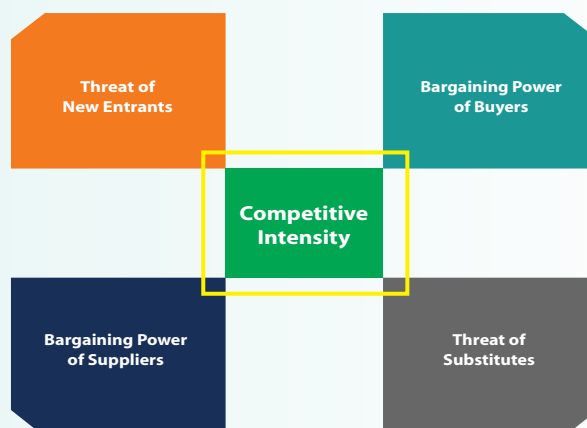 Threat of
New Entrants
Bargaining Power
of Buyers
Competitive
Intensity
Bargaining Power
of Suppliers
Threat of
Substitutes